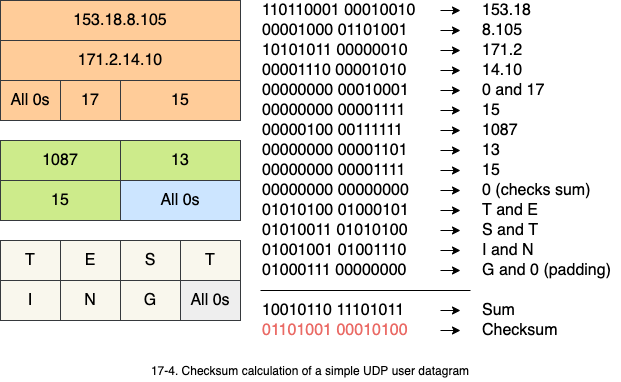 153.18.8.105
171.2.14.10
All 0s 17 15
1087 13
15 All 0s
T E S T
I N G All 0s
110110001 00010010 → 153.18
00001000 01101001 → 8.105
10101011 00000010 → 171.2
00001110 00001010 → 14.10
00000000 00010001 → 0 and 17
00000000 00001111 → 15
00000100 00111111 → 1087
00000000 00001101 → 13
00000000 00001111 → 15
00000000 00000000 → 0 (checks sum)
01010100 01000101 → T and E
01010011 01010100 → S and T
01001001 01001110 → I and N
01000111 00000000 → G and 0 (padding)
10010110 11101011 → Sum
01101001 00010100 → Checksum
17-4. Checksum calculation of a simple UDP user datagram